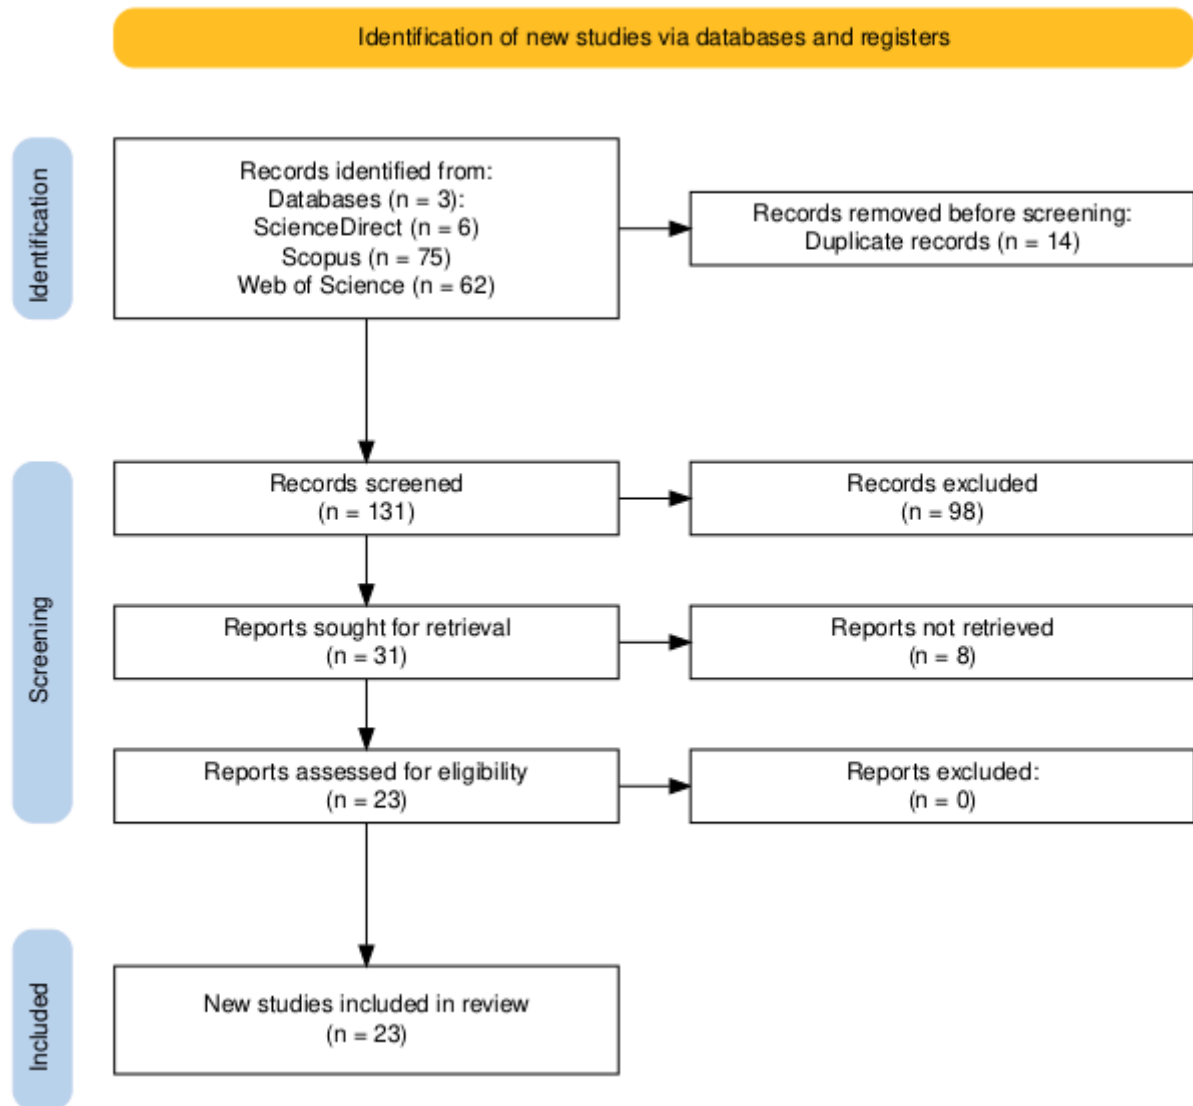 Identification of new studies via databases and registers
Identification
Records identified from:
Databases (n = 3):
ScienceDirect (n = 6)
Scopus (n = 75)
Web of Science (n = 62)
Records removed before screening:
Duplicate records (n = 14)
Screening
Records screened
(n = 131)
Records excluded
(n = 98)
Reports sought for retrieval
(n = 31)
Reports not retrieved
(n = 8)
Reports assessed for eligibility
(n = 23)
Reports excluded:
(n = 0)
Included
New studies included in review
(n = 23)